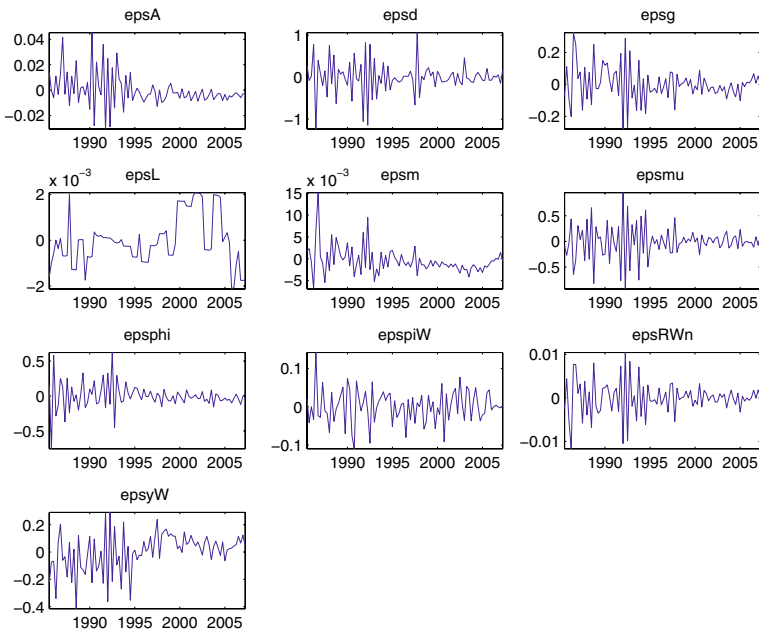 epsA epsd epsg
0.04 1 0.2
0.02 0 0
0 −1 −0.2
−0.02
1990 1995 2000 2005 1990 1995 2000 2005 1990 1995 2000 2005
epsL epsm epsmu
x 10−3 x 10−3
2 15 0.5
0 10 0
−2 5 −0.5
0
−5
1990 1995 2000 2005 1990 1995 2000 2005 1990 1995 2000 2005
epsphi epspiW epsRWn
0.5 0.1 0.01
0 0 0
−0.5 −0.1 −0.01
1990 1995 2000 2005 1990 1995 2000 2005 1990 1995 2000 2005
epsyW
0.2
0
−0.2
−0.4
1990 1995 2000 2005